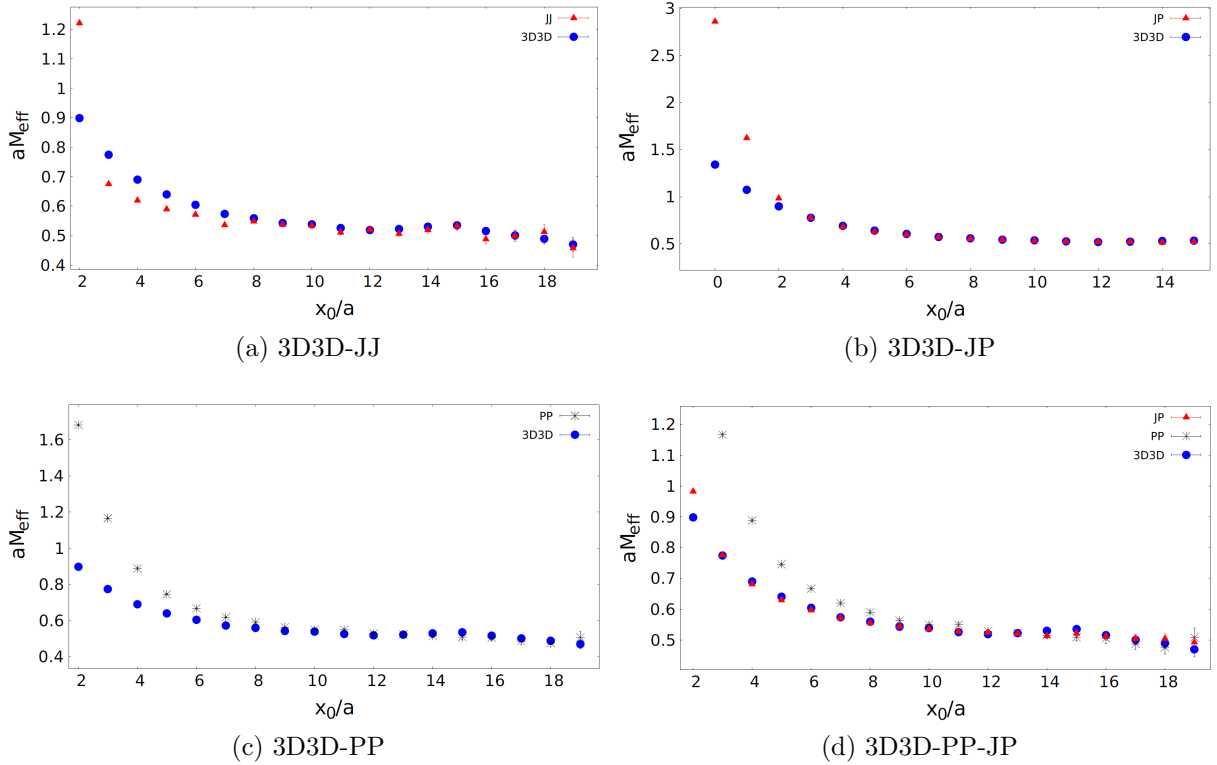 JJ
3D3D
1.2
1.1
1
0.9
0.8
0.7
0.6
0.5
0.4
aM_eff
2 4 6 8 10 12 14 16 18
x_0/a
(a) 3D3D-JJ
JP
3D3D
3
2.5
2
1.5
1
0.5
aM_eff
0 2 4 6 8 10 12 14
x_0/a
(b) 3D3D-JP
PP
3D3D
1.6
1.4
1.2
1
0.8
0.6
0.4
aM_eff
2 4 6 8 10 12 14 16 18
x_0/a
(c) 3D3D-PP
JP
PP
3D3D
1.2
1.1
1
0.9
0.8
0.7
0.6
0.5
aM_eff
2 4 6 8 10 12 14 16 18
x_0/a
(d) 3D3D-PP-JP